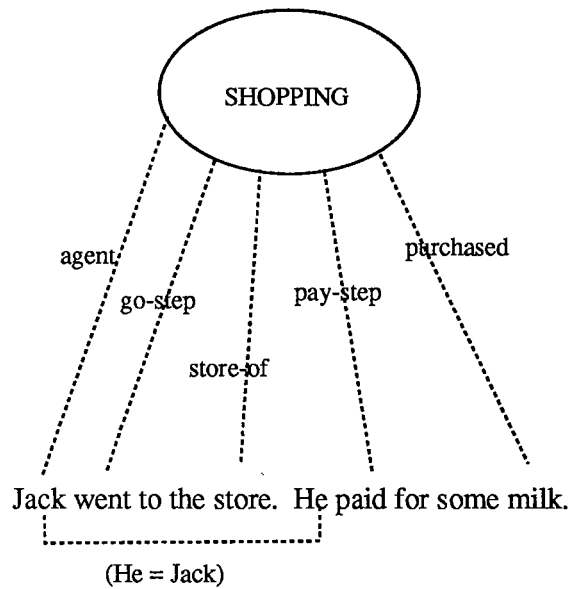 SHOPPING
purchased
agent
pay-step
go-step
store-of
Jack went to the store. He paid for some milk.
(He = Jack)